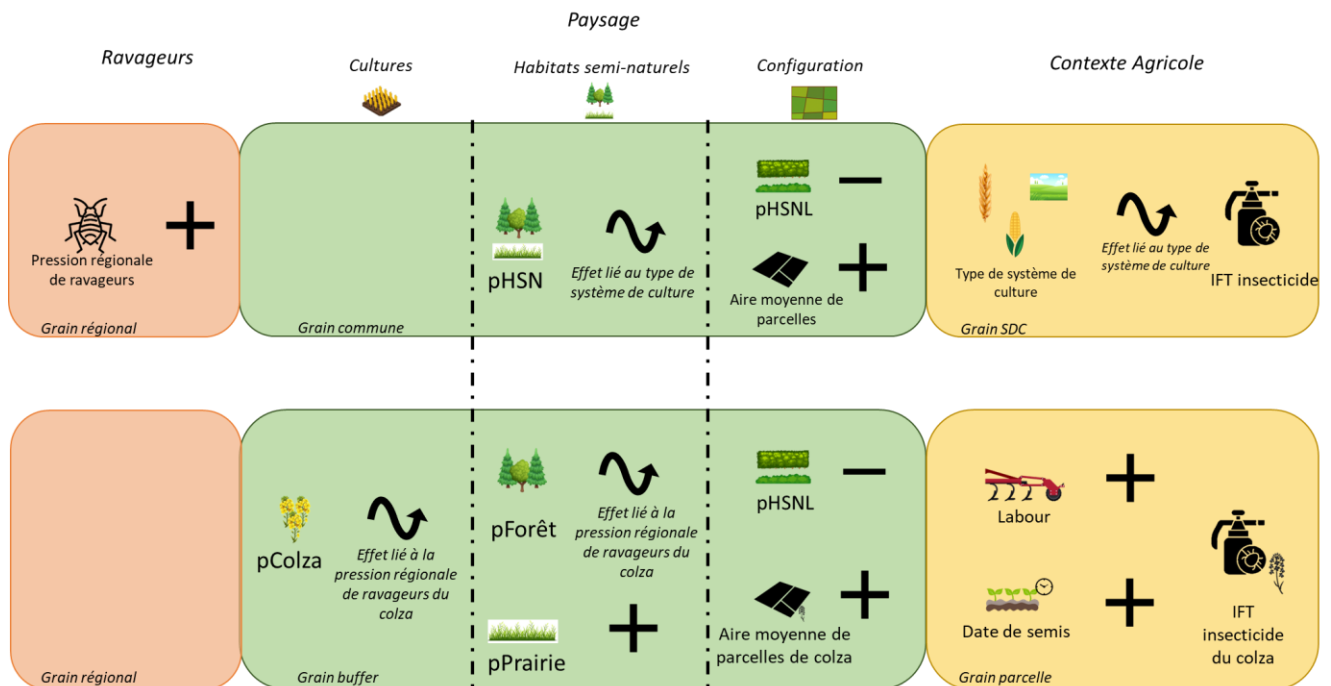 Paysage
Ravageurs
Cultures
Habitats semi-naturels
Configuration
Contexte Agricole
Pression régionale
de ravageurs
Grain régional
Grain commune
pHSN
Effet lié au type de
système de culture
pHSNL
Aire moyenne de
parcelles
Type de système de
culture
Effet lié au type de
système de culture
IFT insecticide
Grain SDC
Grain régional
pColza
Effet lié à la
pression régionale
de ravageurs du
colza
Grain buffer
pForêt
Effet lié à la
pression régionale
de ravageurs du
colza
pPrairie
pHSNL
Aire moyenne de
parcelles de colza
Labour
Date de semis
IFT
insecticide
du colza
Grain parcelle